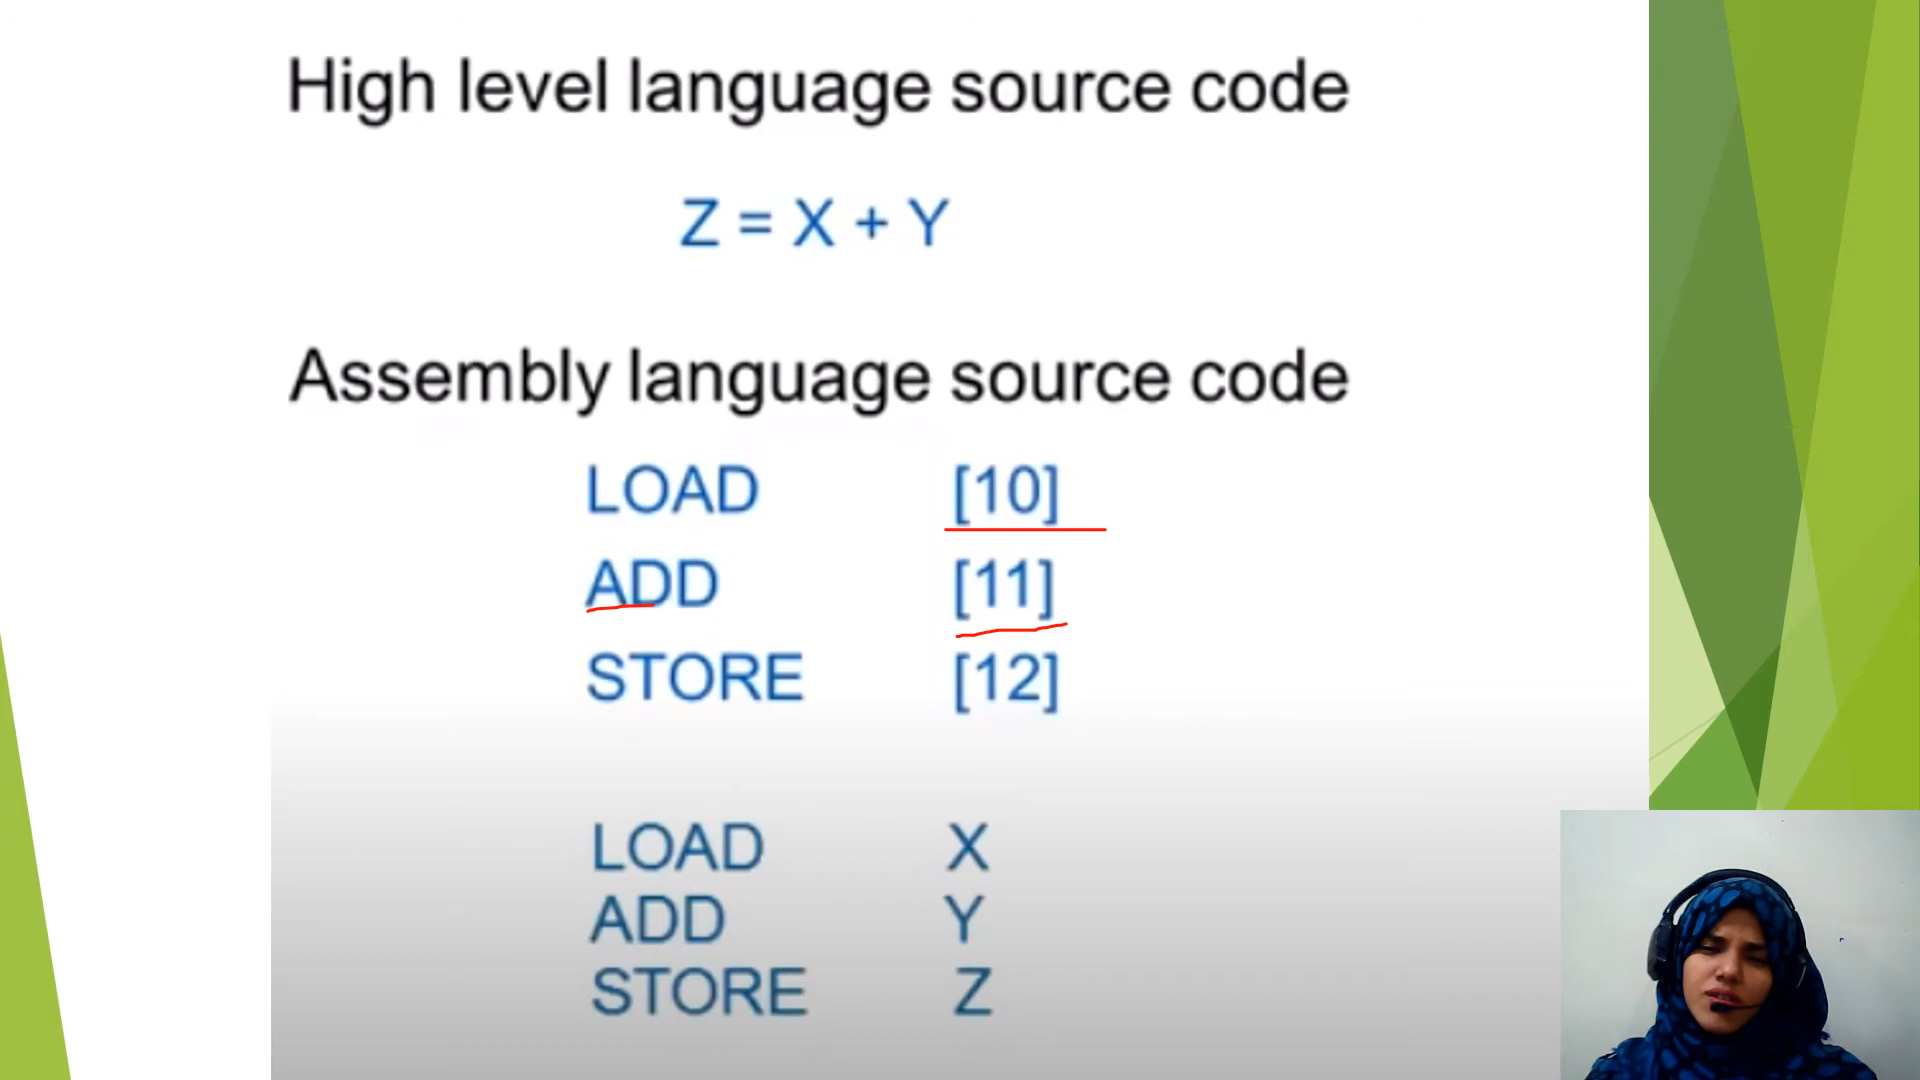 High level language source code
Z = X + Y
Assembly language source code
LOAD [10]
ADD [11]
STORE [12]
LOAD X
ADD Y
STORE Z